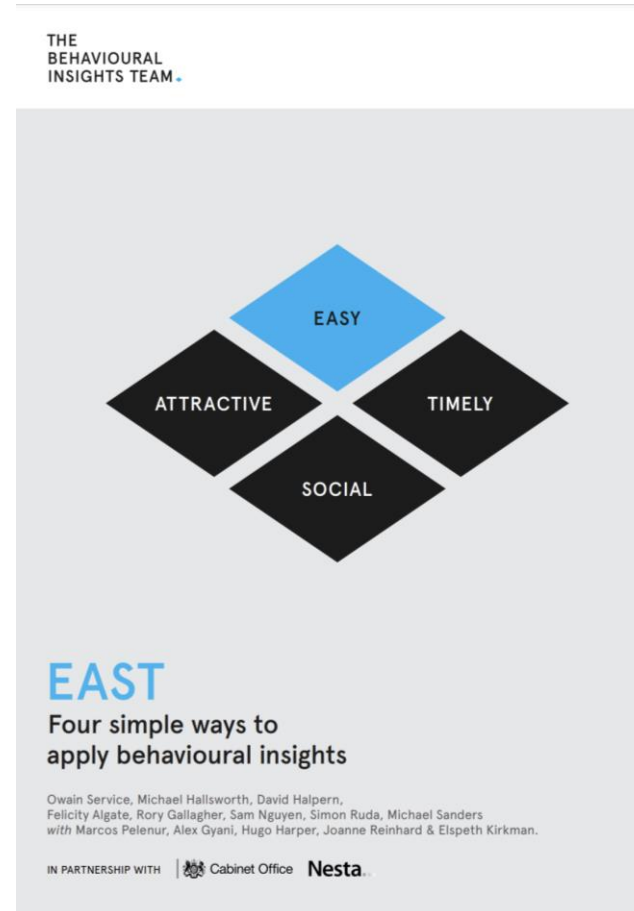 THE
BEHAVIOURAL
INSIGHTS TEAM.
EASY
ATTRACTIVE
TIMELY
SOCIAL
EAST
Four simple ways to
apply behavioural insights
Owain Service, Michael Hallsworth, David Halpern,
Felicity Algate, Rory Gallagher, Sam Nguyen, Simon Ruda, Michael Sanders
with Marcos Pelenur, Alex Gyani, Hugo Harper, Joanne Reinhard & Elspeth Kirkman.
IN PARTNERSHIP WITH Cabinet Office Nesta..